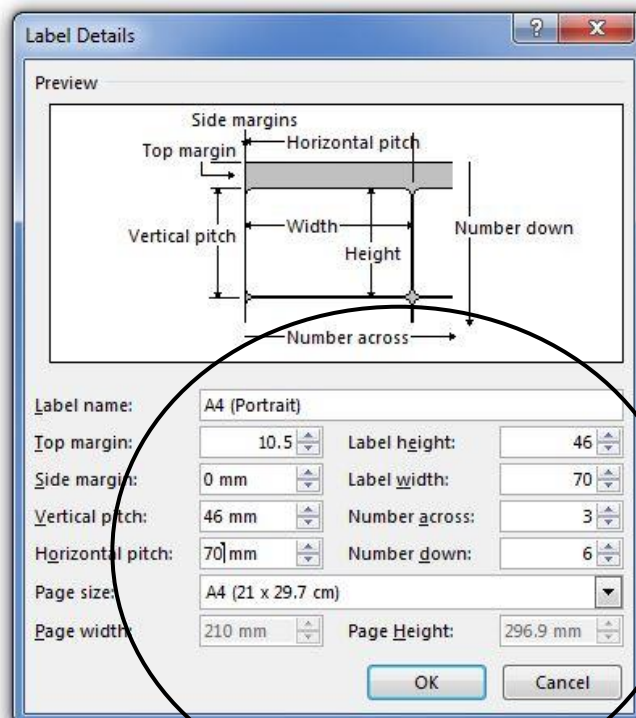 Label Details
?
X
Preview
Side margins
Top margin
Horizontal pitch
Vertical pitch
Width
Height
Number down
Number across
Label name: A4 (Portrait)
Top margin: 10.5 Label height: 46
Side margin: 0 mm Label width: 70
Vertical pitch: 46 mm Number across: 3
Horizontal pitch: 70 mm Number down: 6
Page size: A4 (21 x 29.7 cm)
Page width: 210 mm Page Height: 296.9 mm
OK Cancel